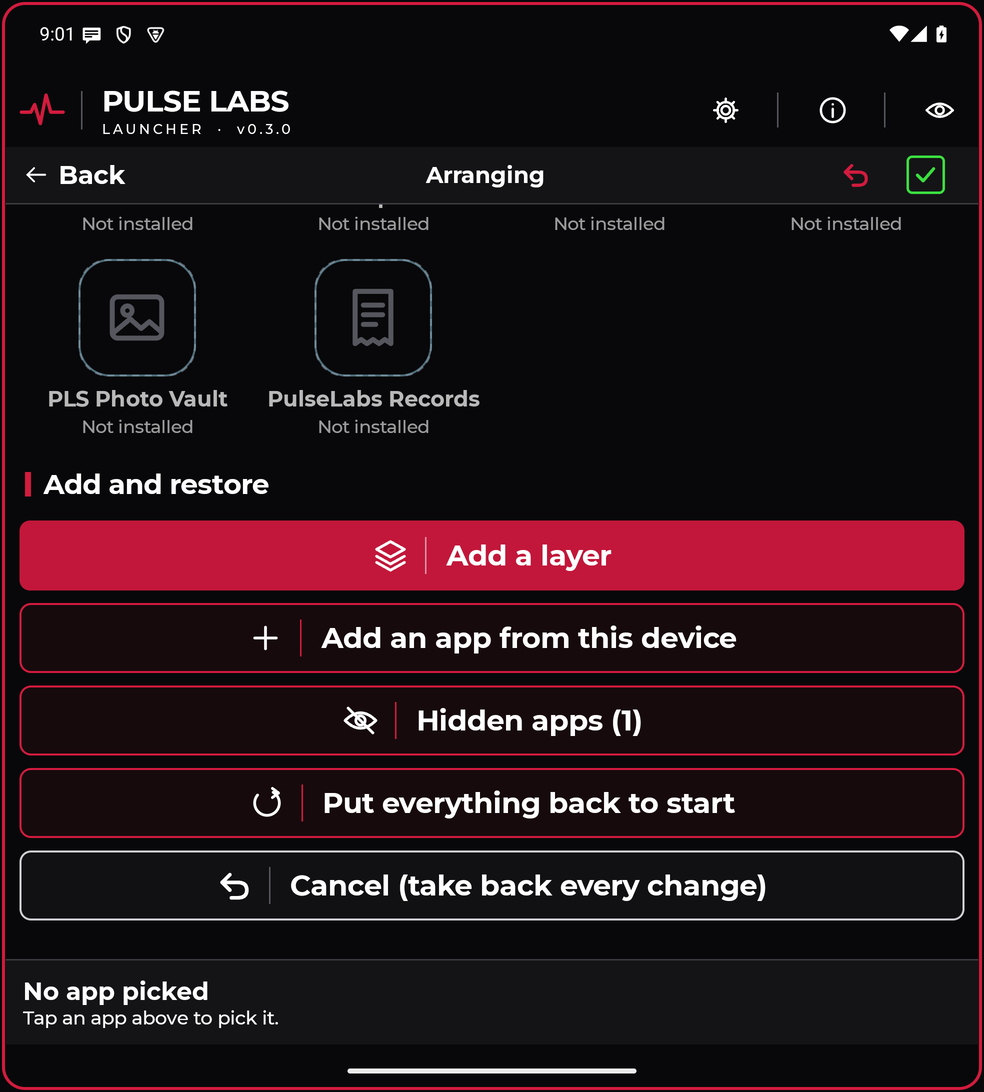 9:01
PULSE LABS
LAUNCHER · v0.3.0
Back
Arranging
Not installed Not installed Not installed Not installed
PLS Photo Vault PulseLabs Records
Not installed Not installed
Add and restore
Add a layer
Add an app from this device
Hidden apps (1)
Put everything back to start
Cancel (take back every change)
No app picked
Tap an app above to pick it.